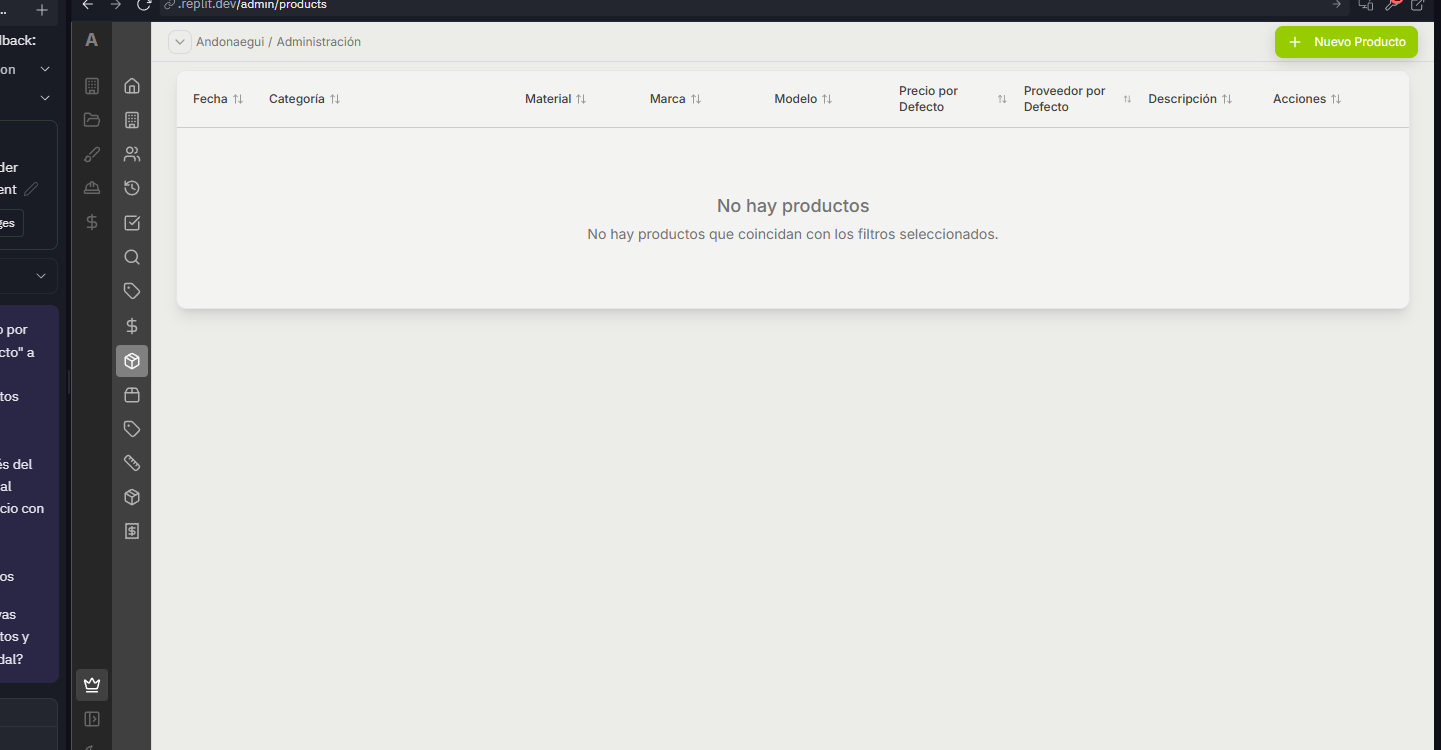 .replit.dev/admin/products
lback:
on
der
ent
ges
o por
cto" a
tos
és del
al
cio con
os
vas
tos y
dal?
A
Andonaegui / Administración
Nuevo Producto
Fecha
Categoría
Material
Marca
Modelo
Precio por
Defecto
Proveedor por
Defecto
Descripción
Acciones
No hay productos
No hay productos que coincidan con los filtros seleccionados.